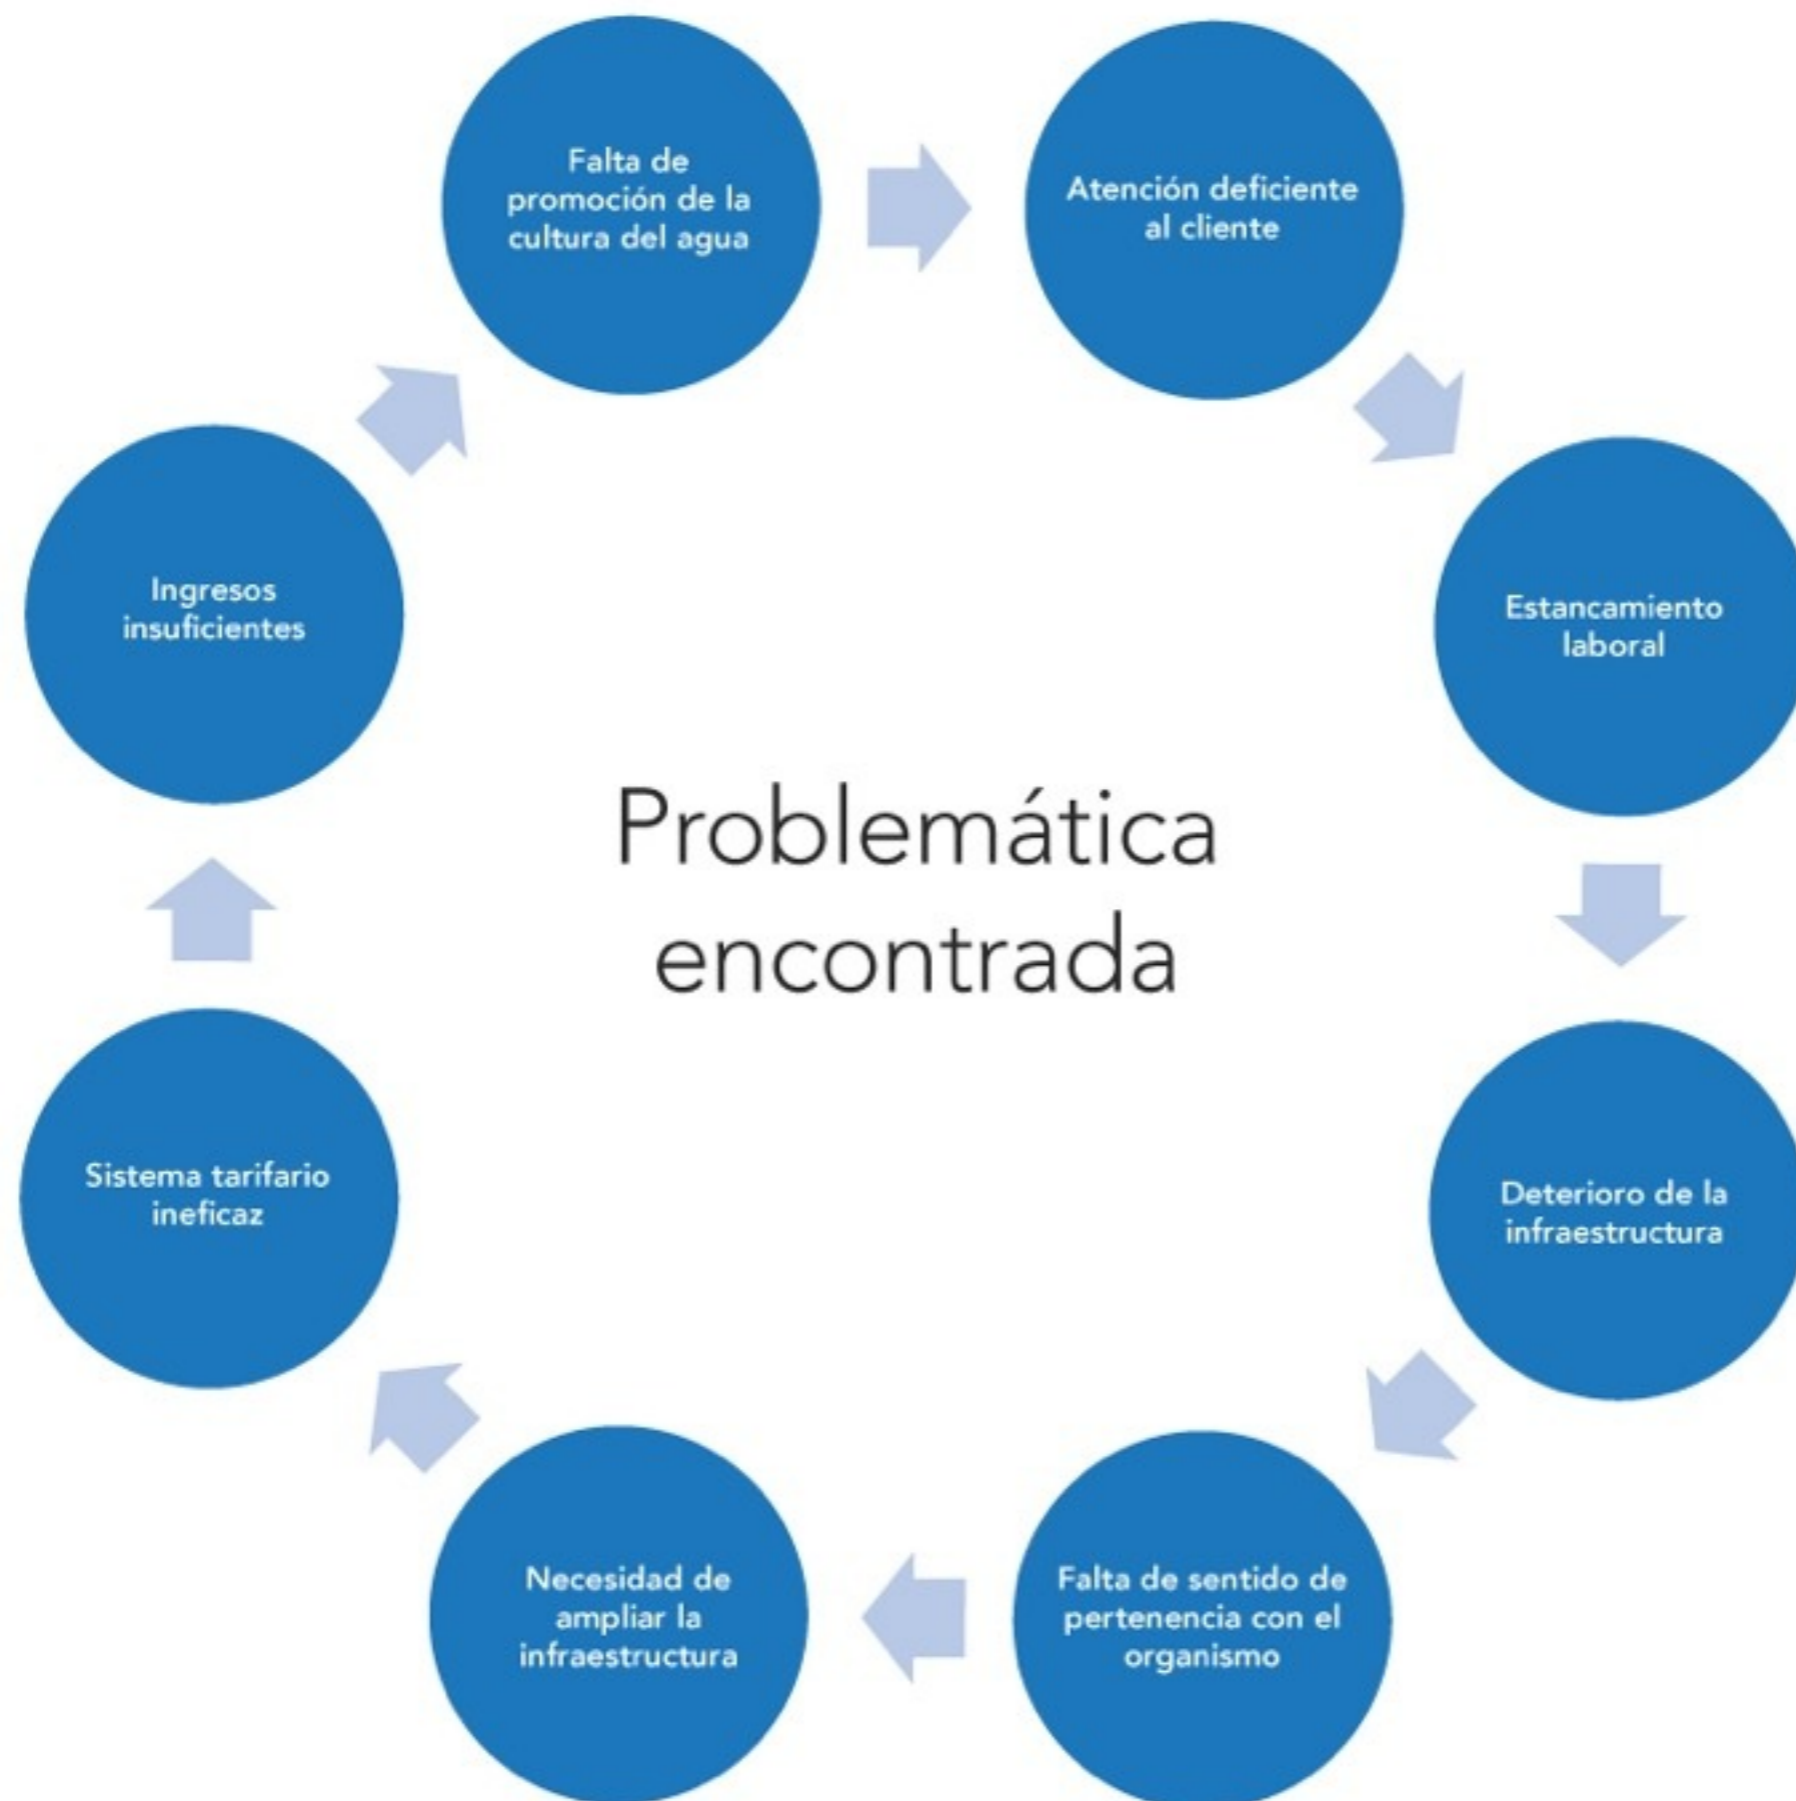 Falta de
promoción de la
cultura del agua
Atención deficiente
al cliente
Estancamiento
laboral
Deterioro de la
infraestructura
Falta de sentido de
pertenencia con el
organismo
Necesidad de
ampliar la
infraestructura
Sistema tarifario
ineficaz
Ingresos
insuficientes
Problemática
encontrada